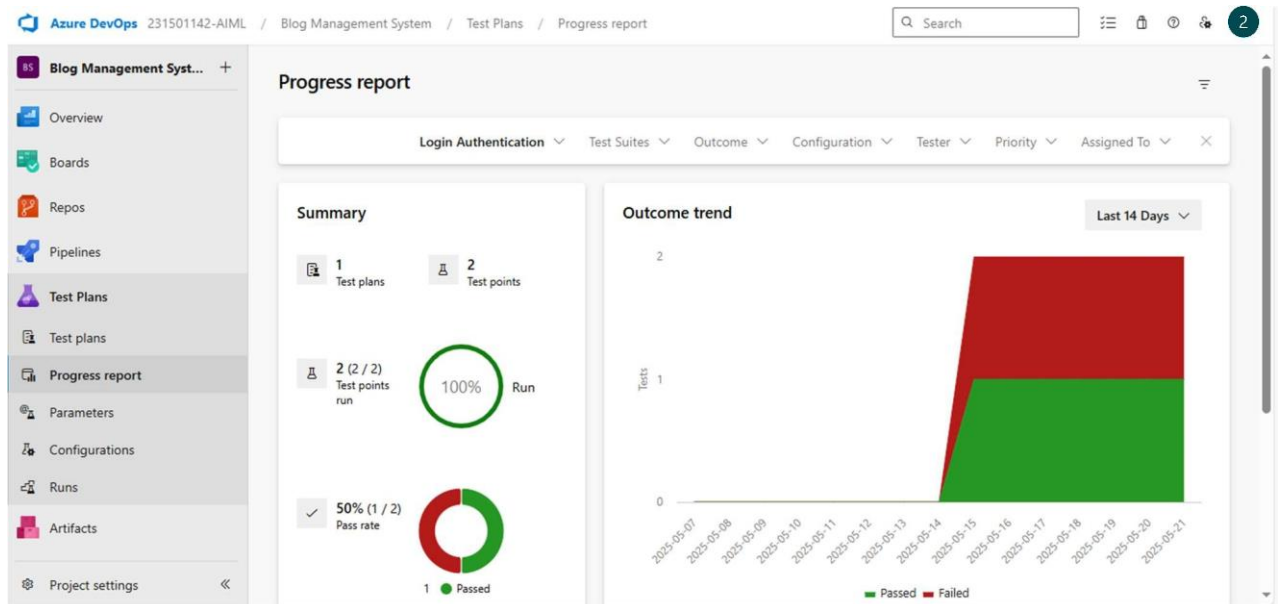 Azure DevOps 231501142-AIML / Blog Management System / Test Plans / Progress report
Search
2
BS Blog Management Syst... +
Overview
Boards
Repos
Pipelines
Test Plans
Test plans
Progress report
Parameters
Configurations
Runs
Artifacts
Project settings
Progress report
Login Authentication Test Suites Outcome Configuration Tester Priority Assigned To
Summary
1
Test plans
2
Test points
2 (2 / 2)
Test points
run
100%
Run
50% (1 / 2)
Pass rate
1 Passed
Outcome trend
Last 14 Days
2
1
0
Tests
2025-05-07
2025-05-08
2025-05-09
2025-05-10
2025-05-11
2025-05-12
2025-05-13
2025-05-14
2025-05-15
2025-05-16
2025-05-17
2025-05-18
2025-05-19
2025-05-20
2025-05-21
Passed Failed